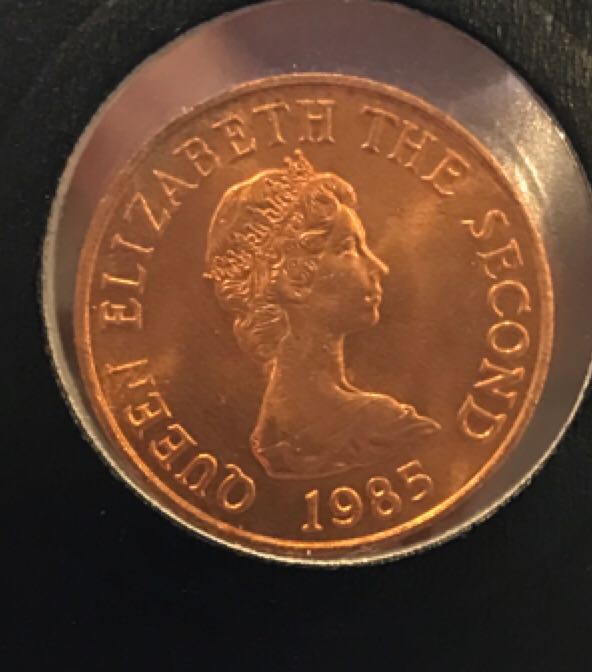 QUEEN ELIZABETH THE SECOND
1985